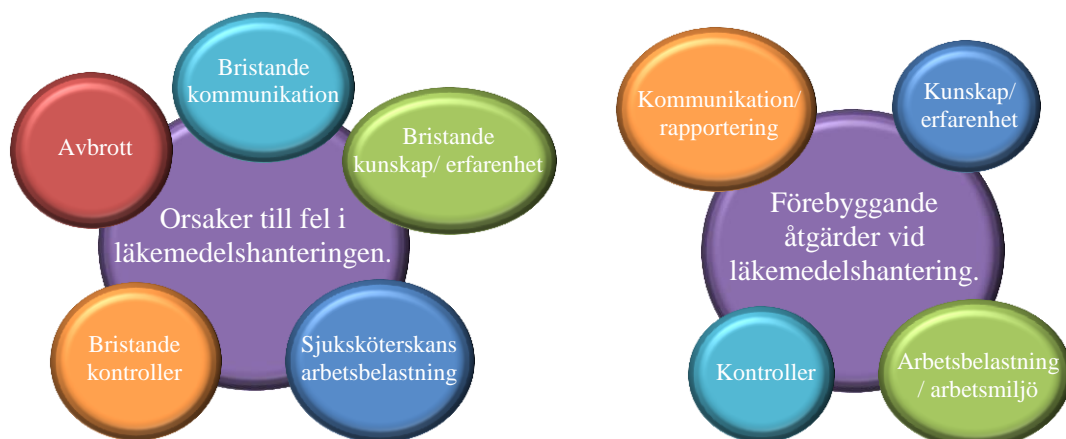 Bristande
kommunikation
Avbrott
Bristande
kunskap/ erfarenhet
Orsaker till fel i
läkemedelshanteringen.
Bristande
kontroller
Sjuksköterskans
arbetsbelastning
Kommunikation/
rapportering
Kunskap/
erfarenhet
Förebyggande
åtgärder vid
läkemedelshantering.
Kontroller
Arbetsbelastning
/ arbetsmiljö